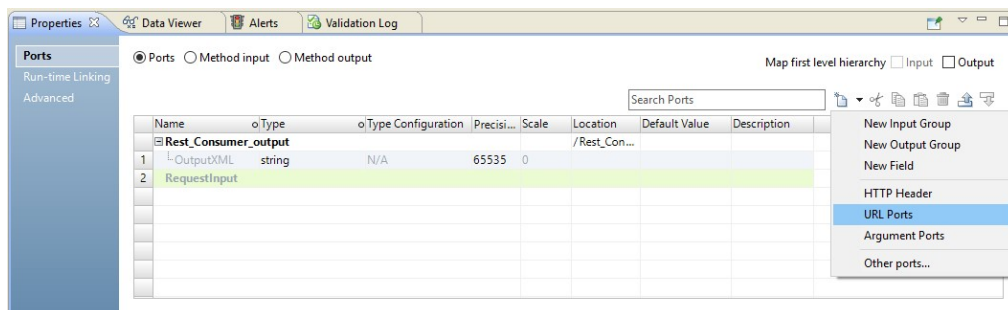 Properties Data Viewer Alerts Validation Log
Ports
Run-time Linking
Advanced
Ports Method input Method output
Map first level hierarchy Input Output
Search Ports
Name Type Type Configuration Precisi... Scale Location Default Value Description
Rest_Consumer_output /Rest_Con...
1 OutputXML string N/A 65535 0
2 RequestInput
New Input Group
New Output Group
New Field
HTTP Header
URL Ports
Argument Ports
Other ports...